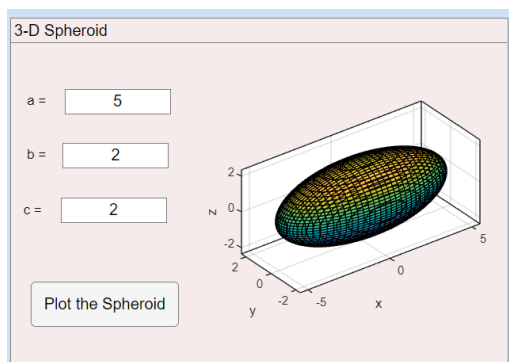 3-D Spheroid
a = 5
b = 2
c = 2
Plot the Spheroid
z
2
0
-2
2
0
-2
y
-5
0
5
x